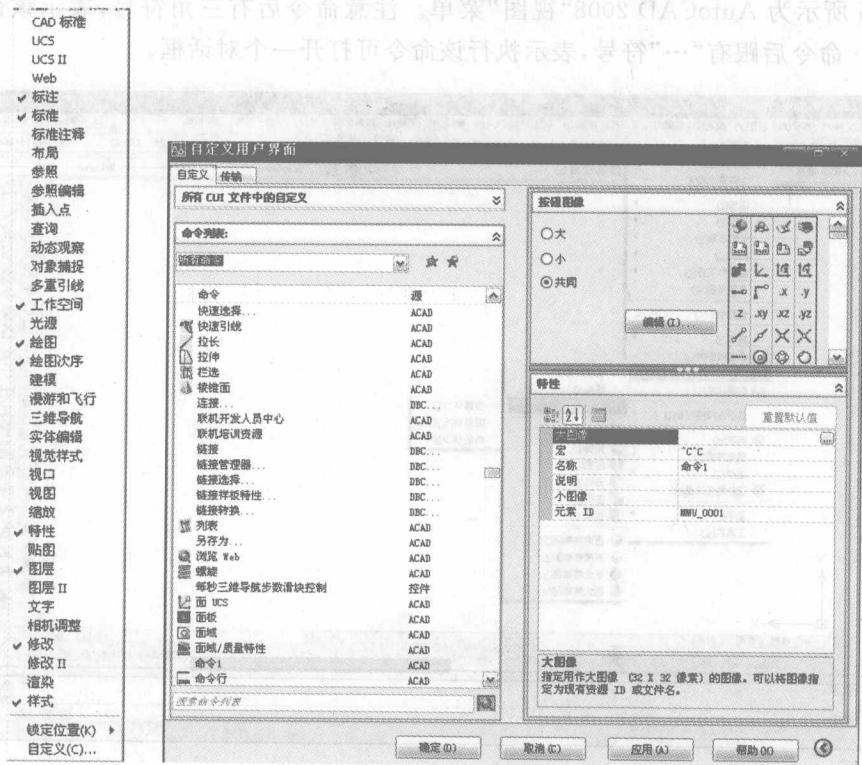 所示为 AutoCAD 2008“视图”菜单。注意命令后有三角符
命令后跟有“…”符号,表示执行该命令可打开一个对话框。
CAD 标准
UCS
UCS II
Web
标注
标准
标准注释
布局
参照
参照编辑
插入点
查询
动态观察
对象捕捉
多重引线
工作空间
光源
绘图
绘图次序
建模
漫游和飞行
三维导航
实体编辑
视觉样式
视口
视图
缩放
特性
贴图
图层
图层 II
文字
相机调整
修改
修改 II
渲染
样式
锁定位置(K)
自定义(C)...
自定义用户界面
自定义 传输
所有 CUI 文件中的自定义
命令列表:
所有命令
命令 源
快速选择... ACAD
快速引线 ACAD
拉长 ACAD
拉伸 ACAD
栏选 ACAD
棱锥面 ACAD
连接... DBC...
联机开发人员中心 ACAD
联机培训资源 ACAD
链接 DBC...
链接管理器... DBC...
链接选择... DBC...
链接样板特性... DBC...
链接转换... DBC...
列表 ACAD
另存为... ACAD
浏览 Web ACAD
螺旋 ACAD
每秒三维导航步数滑块控制 控件
面 UCS ACAD
面板 ACAD
面域 ACAD
面域/质量特性 ACAD
命令1 ACAD
命令行 ACAD
搜索命令列表
按钮图像
大
小
共同
编辑(I)...
.x .y
.z .xy .xz .yz
特性
重置默认值
大图像
宏 ^C^C
名称 命令1
说明
小图像
元素 ID MMU_0001
大图像
指定用作大图像 (32 X 32 像素) 的图像。可以将图像指
定为现有资源 ID 或文件名。
确定(O) 取消(C) 应用(A) 帮助(H)